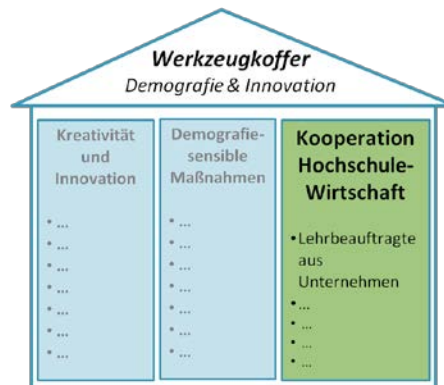 Werkzeugkoffer
Demografie & Innovation
Kreativität
und
Innovation
• ...
• ...
• ...
• ...
• ...
• ...
• ...
Demografie-
sensible
Maßnahmen
• ...
• ...
• ...
• ...
• ...
• ...
• ...
Kooperation
Hochschule-
Wirtschaft
• Lehrbeauftragte
aus
Unternehmen
• ...
• ...
• ...
• ...